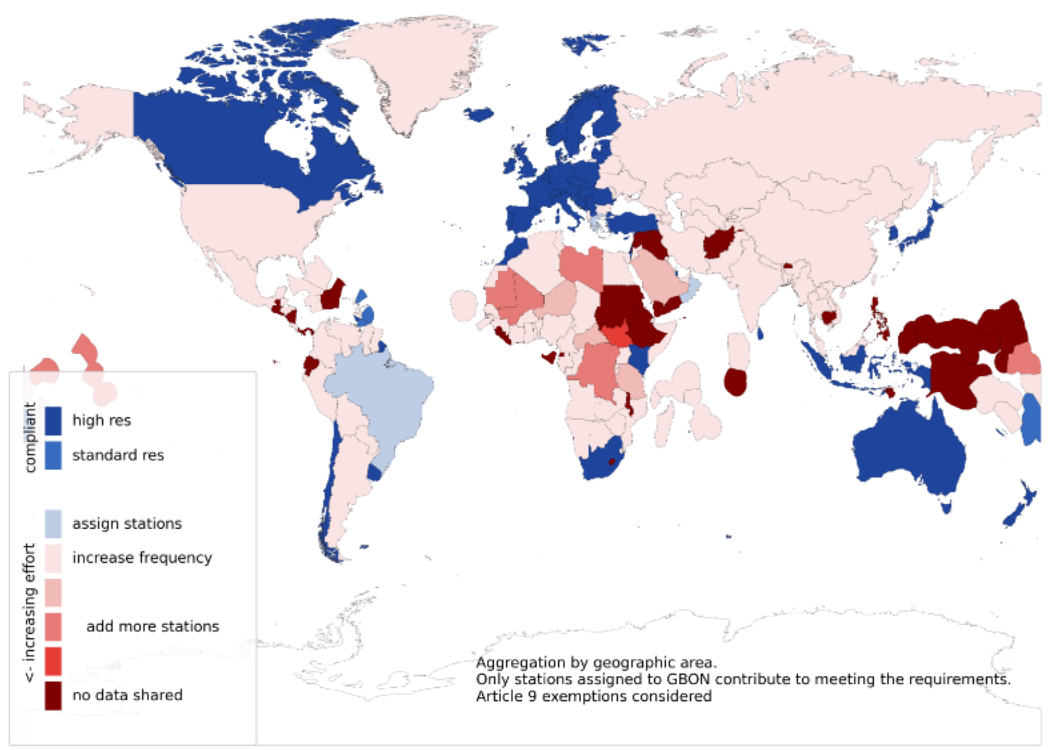 compliant
high res
standard res
<- increasing effort
assign stations
increase frequency
add more stations
no data shared
Aggregation by geographic area.
Only stations assigned to GBON contribute to meeting the requirements.
Article 9 exemptions considered